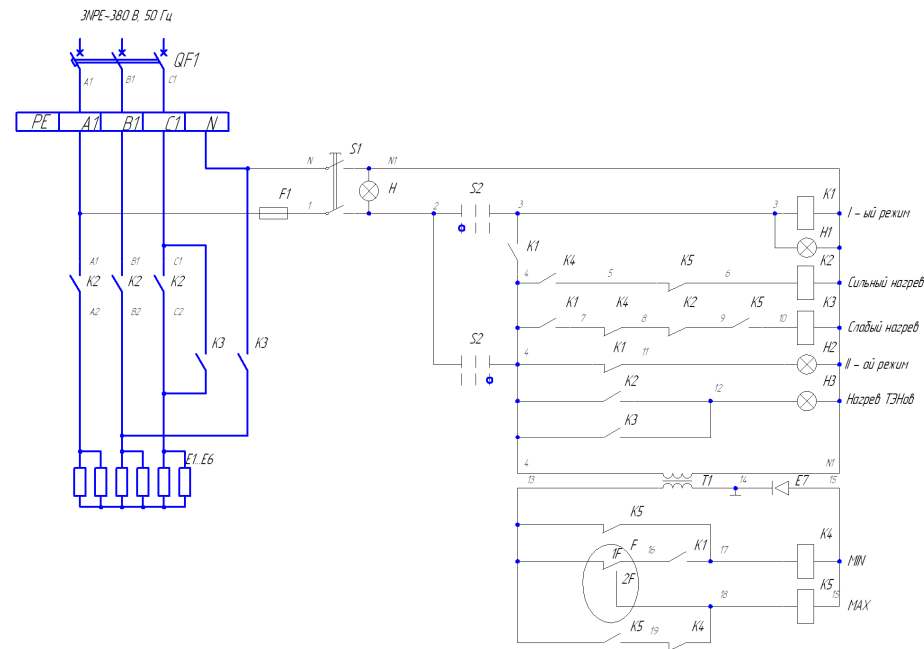 3NPE~380 В, 50 Гц
QF1
A1 B1 C1
PE A1 B1 C1 N
S1
N N1
H
F1
1
2
S2
3
3
K1
I - ый режим
H1
K1
K2
A1 B1 C1
K2 K2 K2
A2 B2 C2
4 K4 5 K5 6
Сильный нагрев
K1 K4 K2 K5
K3
7 8 9 10
Слабый нагрев
K3 K3
S2
4
K1
11
H2
II - ой режим
K2
12
H3
Нагрев ТЭНов
K3
E1...E6
4 N1
13 T1 14 E7 15
K5
K4
F
1F 16 K1 17
MIN
2F
18
K5
15
MAX
K5 19 K4